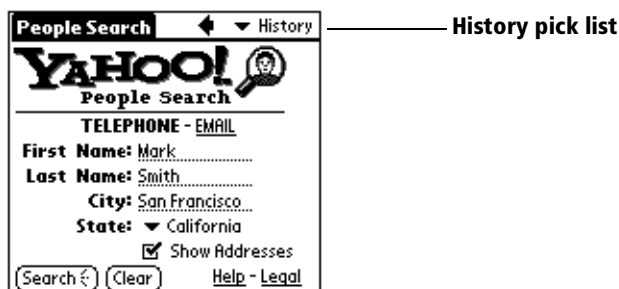 People Search History
History pick list
YAHOO!
People Search
TELEPHONE - EMAIL
First Name: Mark
Last Name: Smith
City: San Francisco
State: California
Show Addresses
Search Clear Help - Legal